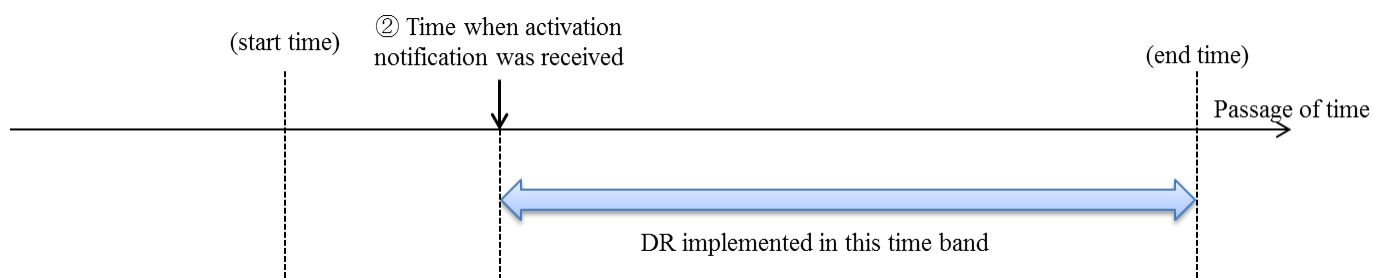 (start time)
② Time when activation
notification was received
(end time)
Passage of time
DR implemented in this time band